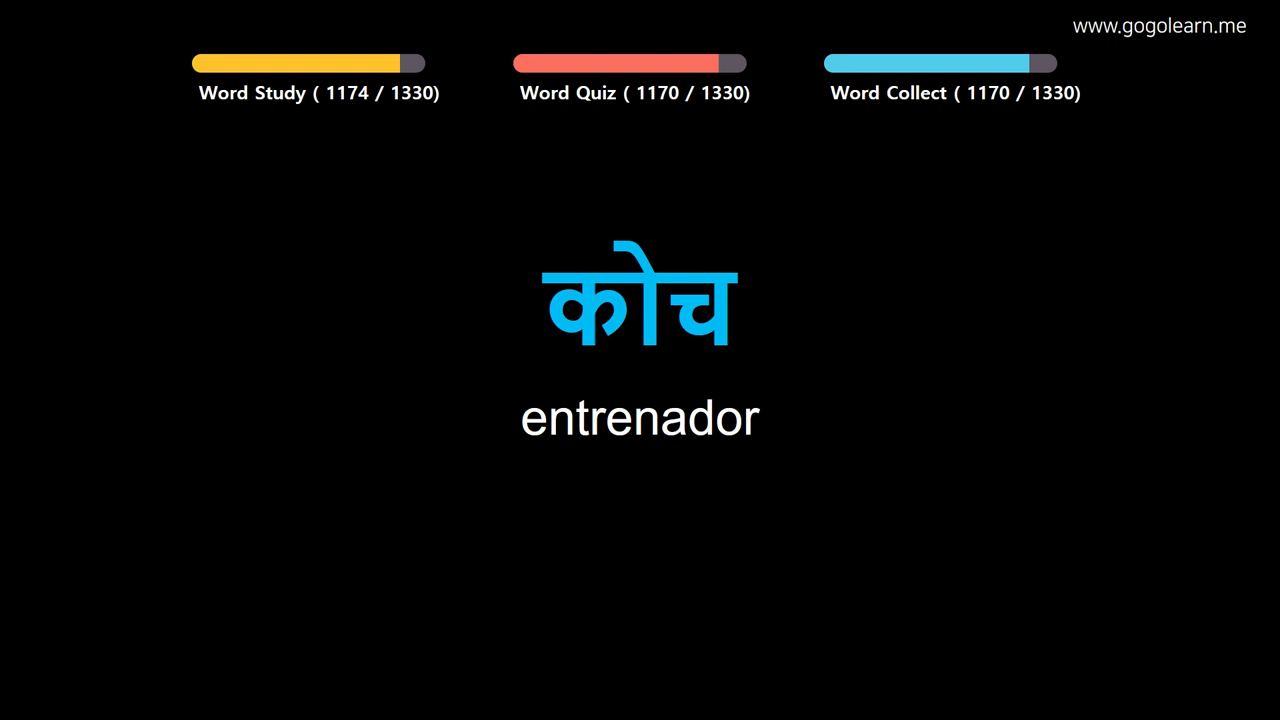 www.gogolearn.me
Word Study ( 1174 / 1330)
Word Quiz ( 1170 / 1330)
Word Collect ( 1170 / 1330)
कोच
entrenador